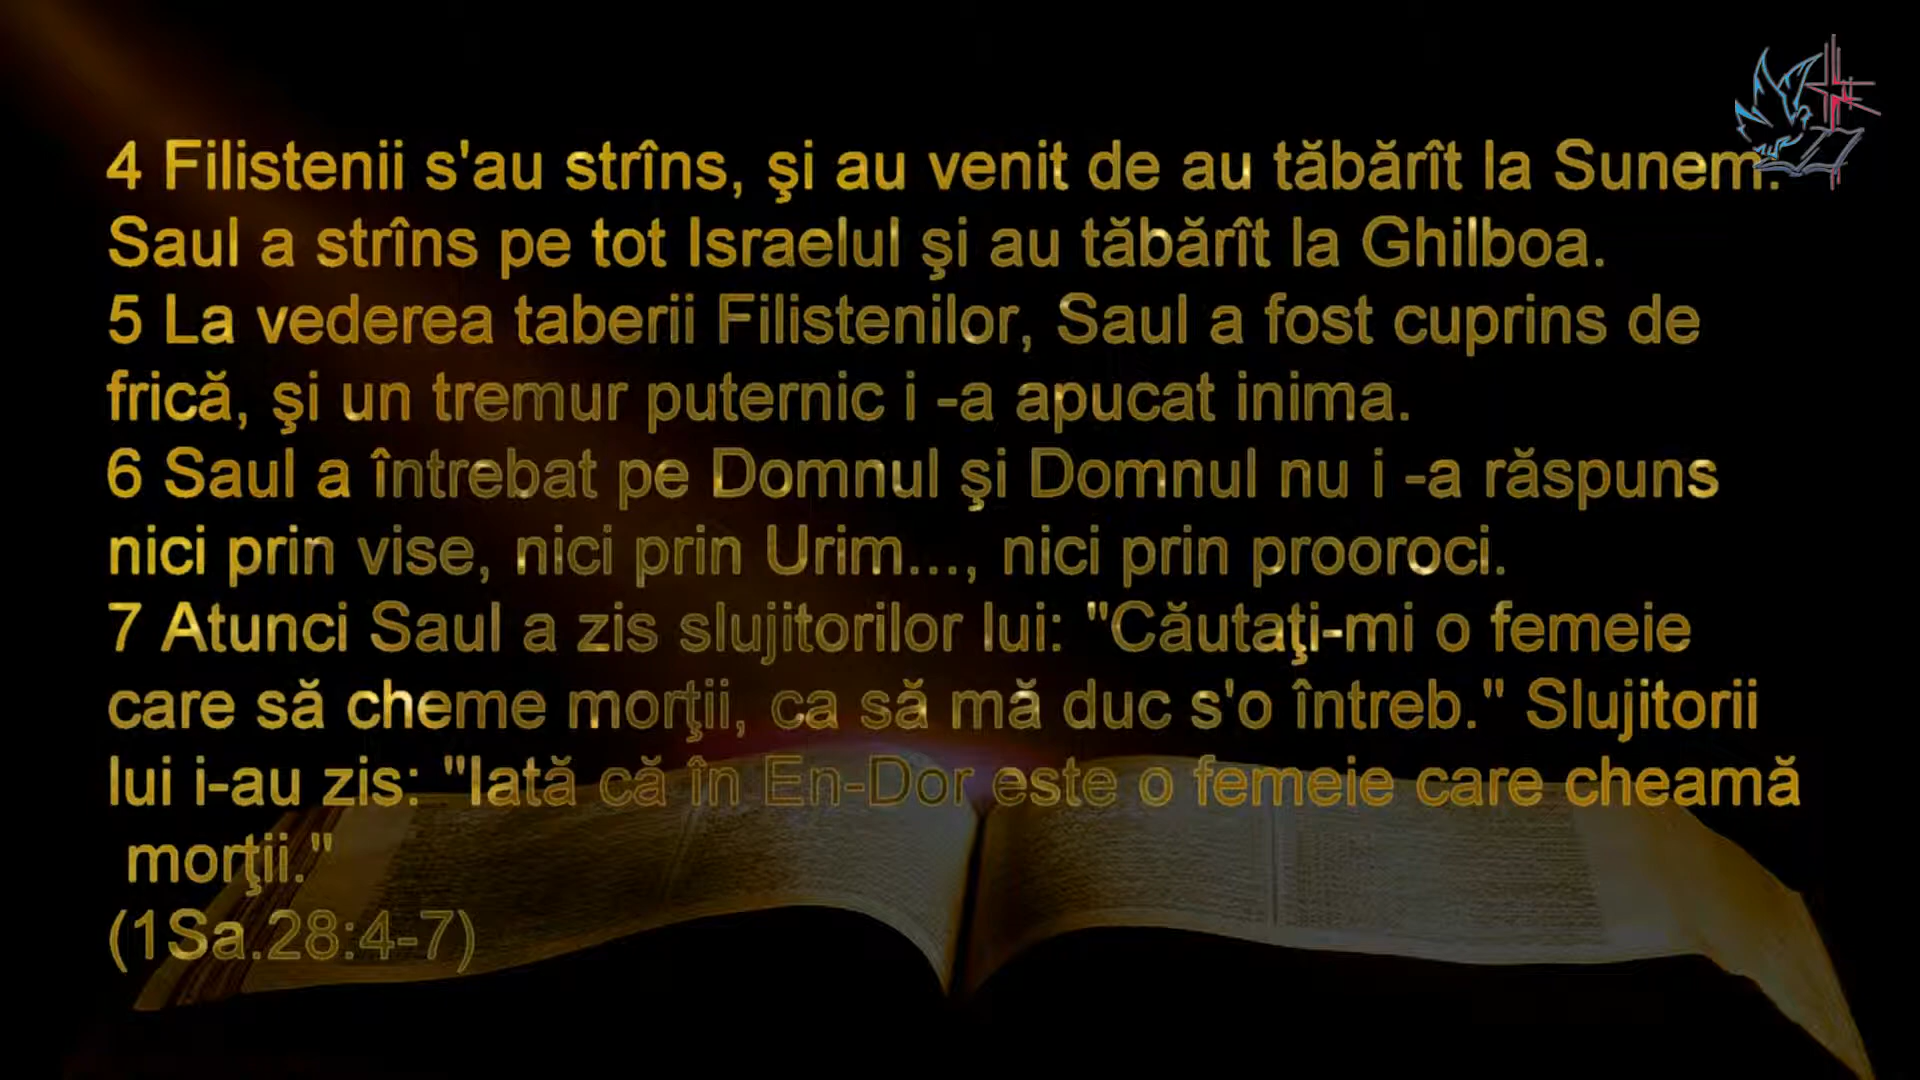 4 Filistenii s'au strîns, şi au venit de au tăbărît la Sunem.
Saul a strîns pe tot Israelul şi au tăbărît la Ghilboa.
5 La vederea taberii Filistenilor, Saul a fost cuprins de
frică, şi un tremur puternic i -a apucat inima.
6 Saul a întrebat pe Domnul şi Domnul nu i -a răspuns
nici prin vise, nici prin Urim..., nici prin prooroci.
7 Atunci Saul a zis slujitorilor lui: "Căutaţi-mi o femeie
care să cheme morţii, ca să mă duc s'o întreb." Slujitorii
lui i-au zis: "Iată că în En-Dor este o femeie care cheamă
morţii."
(1Sa.28:4-7)